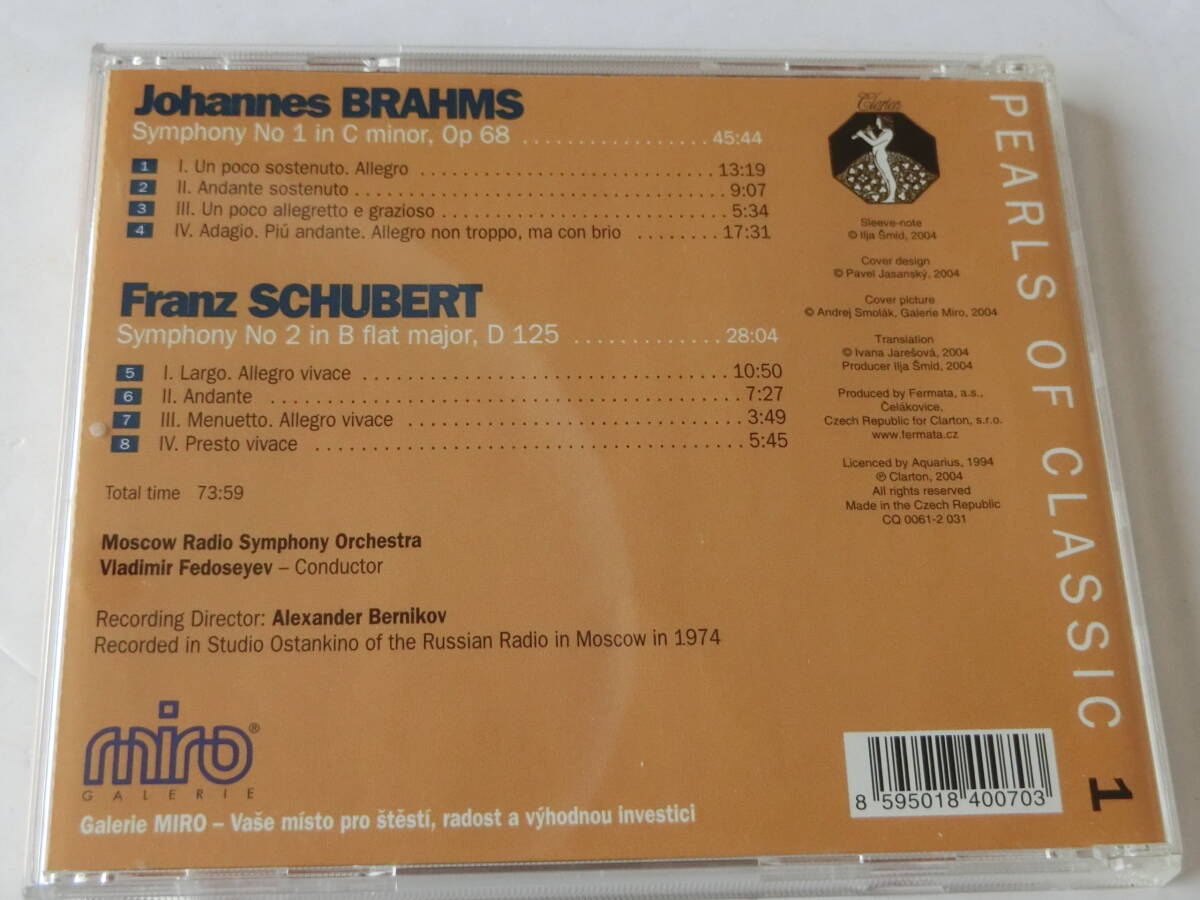 Johannes BRAHMS
Symphony No 1 in C minor, Op 68 .................. 45:44
1 I. Un poco sostenuto. Allegro .............................. 13:19
2 II. Andante sostenuto ...................................... 9:07
3 III. Un poco allegretto e grazioso ............................. 5:34
4 IV. Adagio. Piú andante. Allegro non troppo, ma con brio ........ 17:31
Franz SCHUBERT
Symphony No 2 in B flat major, D 125 .............. 28:04
5 I. Largo. Allegro vivace .................................... 10:50
6 II. Andante .............................................. 7:27
7 III. Menuetto. Allegro vivace ................................ 3:49
8 IV. Presto vivace ........................................ 5:45
Total time 73:59
Moscow Radio Symphony Orchestra
Vladimir Fedoseyev – Conductor
Recording Director: Alexander Bernikov
Recorded in Studio Ostankino of the Russian Radio in Moscow in 1974
miro ®
GALERIE
Galerie MIRO – Vaše místo pro štěstí, radost a výhodnou investici
Clarton
Sleeve-note
© Ilja Šmíd, 2004
Cover design
© Pavel Jasanský, 2004
Cover picture
© Andrej Smolák, Galerie Miro, 2004
Translation
© Ivana Jarešová, 2004
Producer Ilja Šmíd, 2004
Produced by Fermata, a.s.,
Čelákovice,
Czech Republic for Clarton, s.r.o.
www.fermata.cz
Licenced by Aquarius, 1994
℗ Clarton, 2004
All rights reserved
Made in the Czech Republic
CQ 0061-2 031
8 595018 400703
PEARLS OF CLASSIC 1